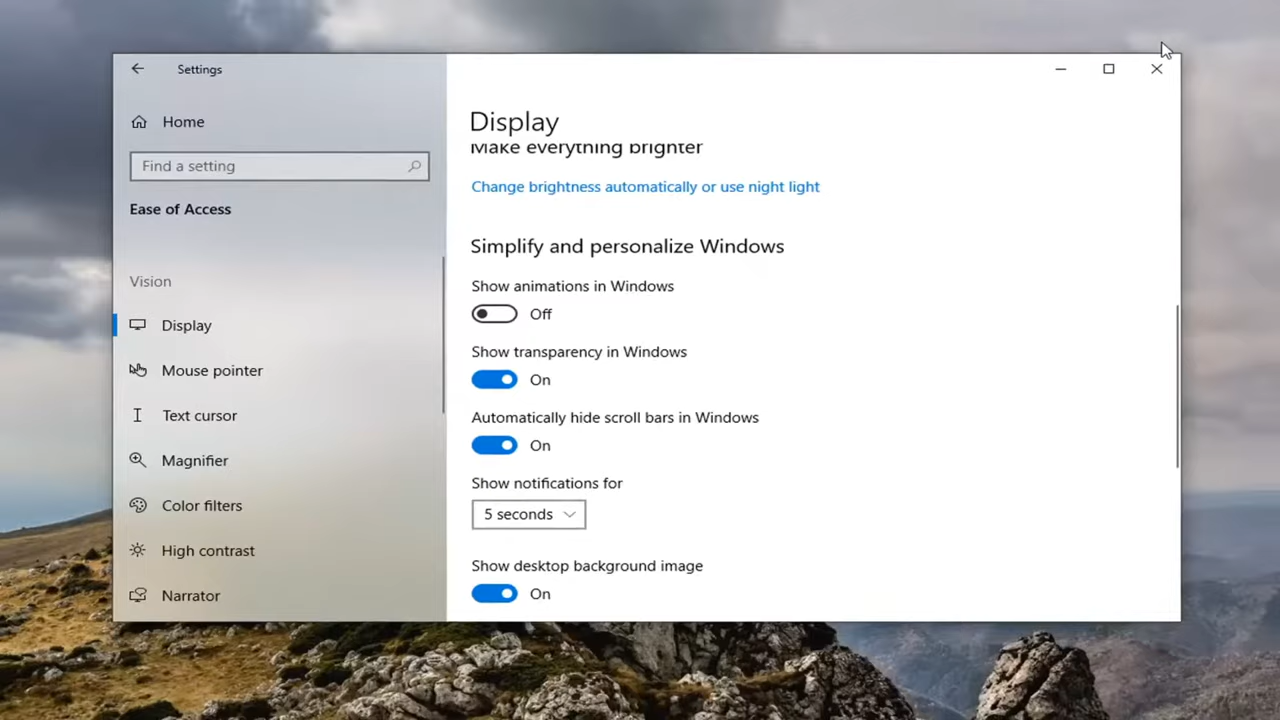 Settings
Home
Find a setting
Ease of Access
Vision
Display
Mouse pointer
Text cursor
Magnifier
Color filters
High contrast
Narrator
Display
Make everything brighter
Change brightness automatically or use night light
Simplify and personalize Windows
Show animations in Windows
Off
Show transparency in Windows
On
Automatically hide scroll bars in Windows
On
Show notifications for
5 seconds
Show desktop background image
On